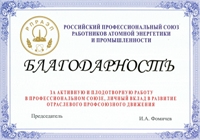 РОССИЙСКИЙ ПРОФЕССИОНАЛЬНЫЙ СОЮЗ
РАБОТНИКОВ АТОМНОЙ ЭНЕРГЕТИКИ
И ПРОМЫШЛЕННОСТИ
БЛАГОДАРНОСТЬ
ЗА АКТИВНУЮ И ПЛОДОТВОРНУЮ РАБОТУ
В ПРОФЕССИОНАЛЬНОМ СОЮЗЕ, ЛИЧНЫЙ ВКЛАД В РАЗВИТИЕ
ОТРАСЛЕВОГО ПРОФСОЮЗНОГО ДВИЖЕНИЯ
Председатель
И.А. Фомичев